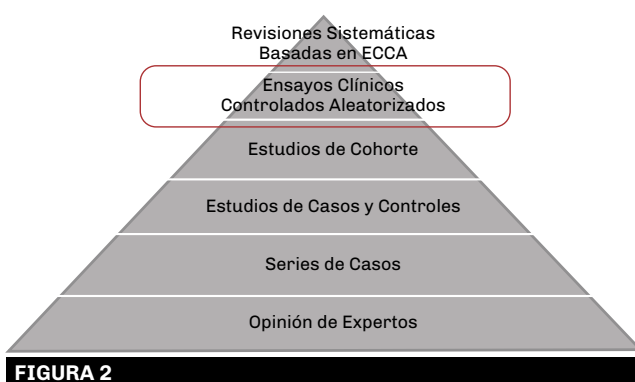 Revisiones Sistemáticas
Basadas en ECCA
Ensayos Clínicos
Controlados Aleatorizados
Estudios de Cohorte
Estudios de Casos y Controles
Series de Casos
Opinión de Expertos
FIGURA 2